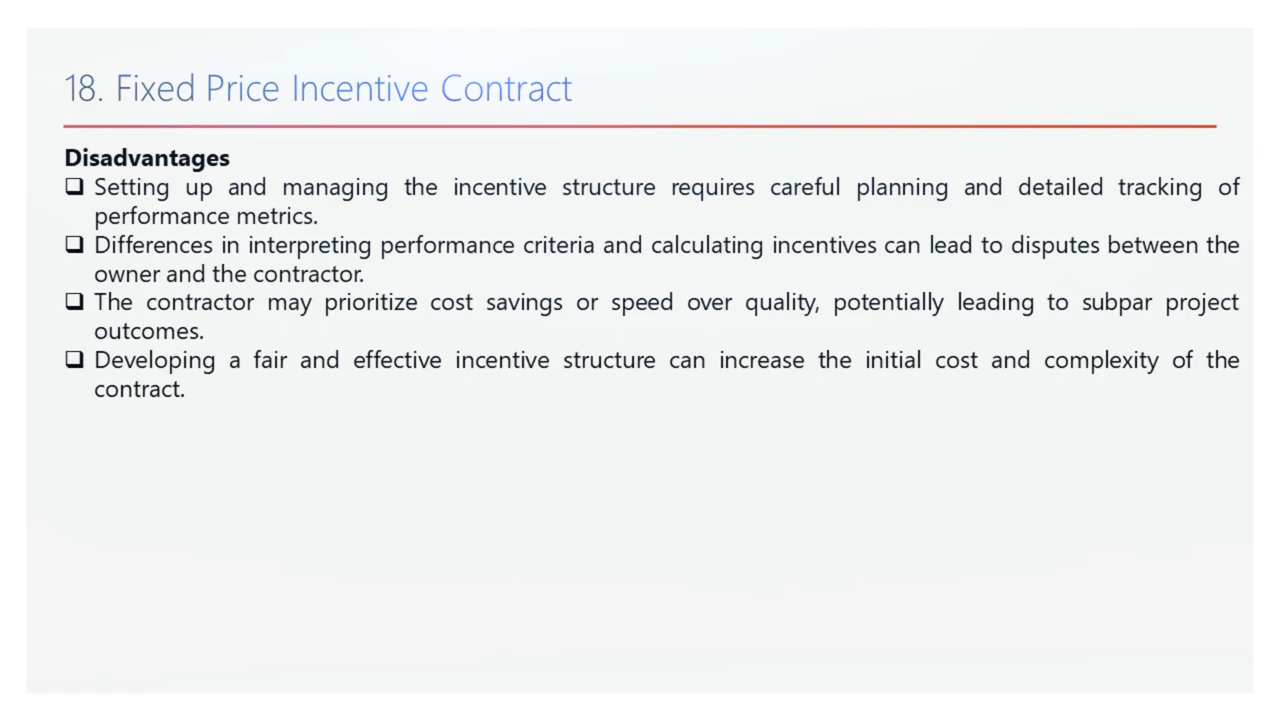 18. Fixed Price Incentive Contract
Disadvantages
❑ Setting up and managing the incentive structure requires careful planning and detailed tracking of
performance metrics.
❑ Differences in interpreting performance criteria and calculating incentives can lead to disputes between the
owner and the contractor.
❑ The contractor may prioritize cost savings or speed over quality, potentially leading to subpar project
outcomes.
❑ Developing a fair and effective incentive structure can increase the initial cost and complexity of the
contract.